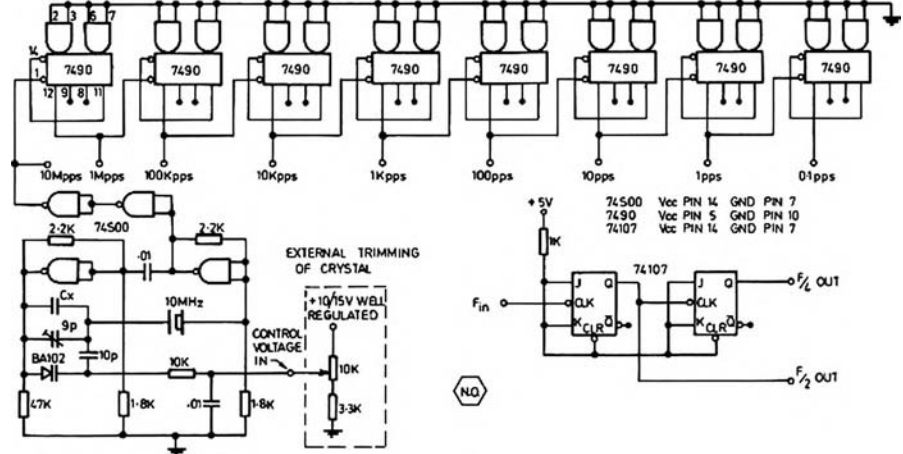 2 3 6 7
14
1
7490 7490 7490 7490 7490 7490 7490 7490
12 9 8 11
10Mpps 1Mpps 100Kpps 10Kpps 1Kpps 100pps 10pps 1pps 0·1pps
74S00
74S00 Vcc PIN 14 GND PIN 7
7490 Vcc PIN 5 GND PIN 10
74107 Vcc PIN 14 GND PIN 7
2·2K
2·2K
·01
EXTERNAL TRIMMING
OF CRYSTAL
+10/15V WELL
REGULATED
Cx
9p
10MHz
10p
BA102
CONTROL
VOLTAGE
IN
10K
10K
47K
1·8K
·01
1·8K
3·3K
N.O.
+5V
1K
74107
Fin
J Q
CLK
K Q̅
CLR
J Q
CLK
K Q̅
CLR
F/4 OUT
F/2 OUT